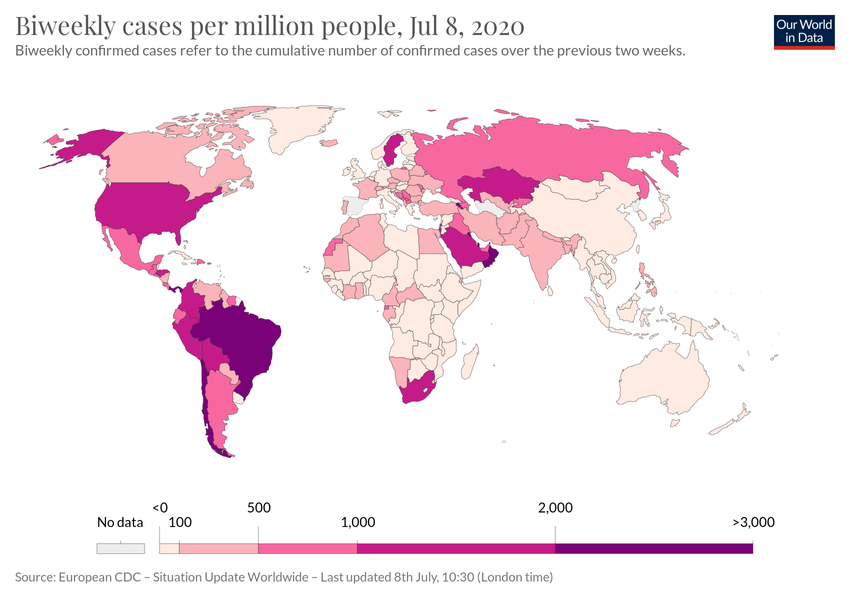 Biweekly cases per million people, Jul 8, 2020
Our World
in Data
Biweekly confirmed cases refer to the cumulative number of confirmed cases over the previous two weeks.
<0 500 2,000
No data 100 1,000 >3,000
Source: European CDC – Situation Update Worldwide – Last updated 8th July, 10:30 (London time)